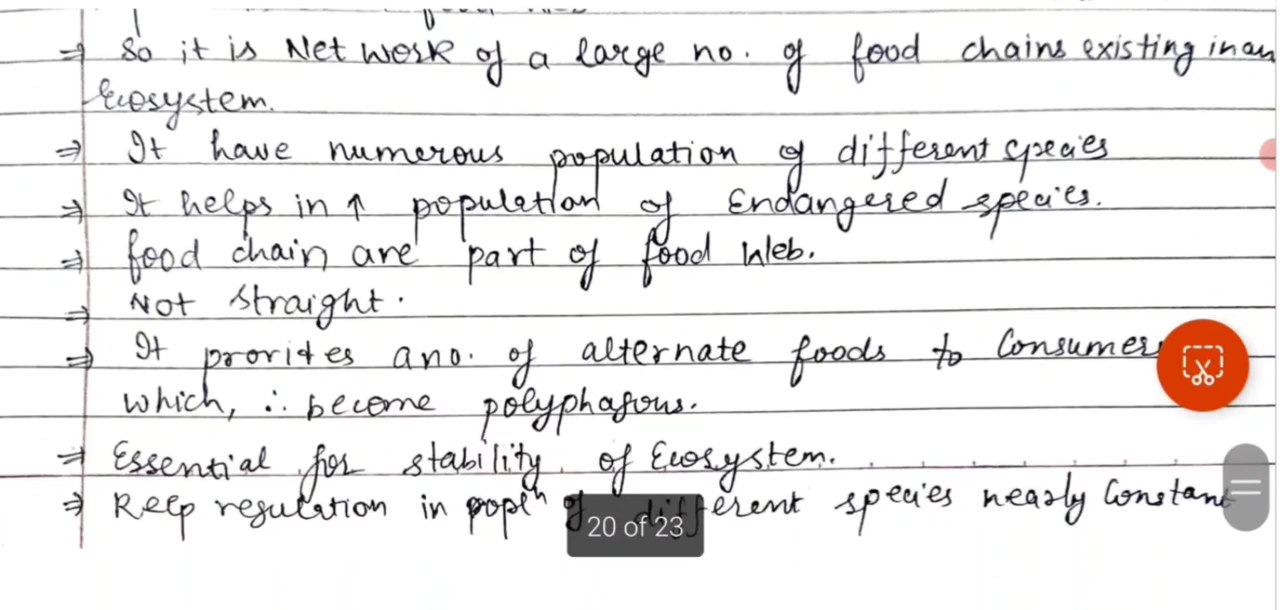 ⇒ So it is Network of a large no. of food chains existing in an
Ecosystem.
⇒ It have numerous population of different species
⇒ It helps in ↑ population of Endangered species.
⇒ food chain are part of food Web.
⇒ Not straight.
⇒ It provides a no. of alternate foods to Consumer
which, ∴ become polyphagous.
⇒ Essential for stability of Ecosystem.
⇒ Keep regulation in popln of different species nearly Constant
20 of 23